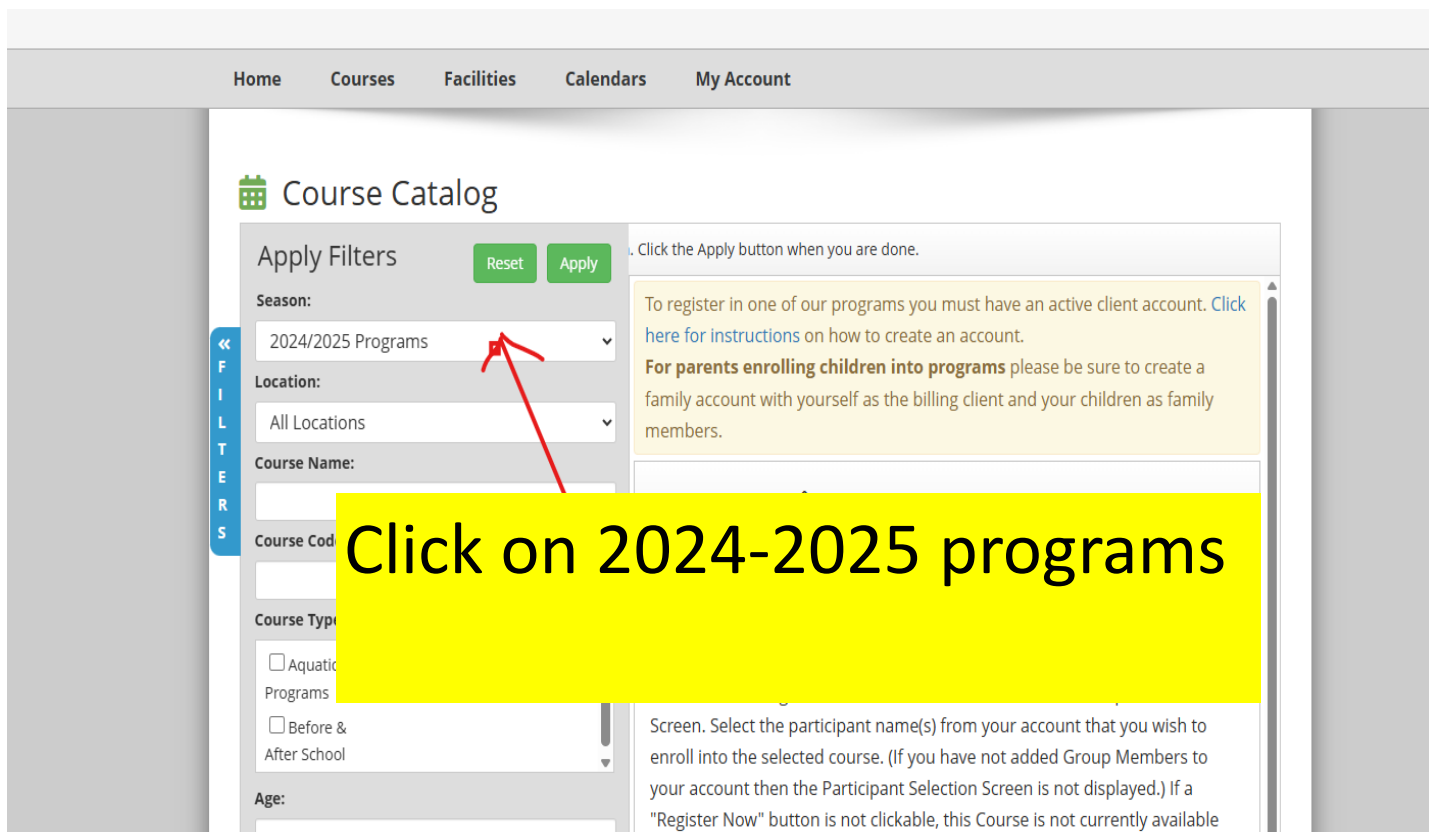 Home Courses Facilities Calendars My Account
Course Catalog
Apply Filters Reset Apply
. Click the Apply button when you are done.
Season:
2024/2025 Programs
Location:
All Locations
Course Name:
Course
Course Type
Programs
Before &
After School
Age:
« FILTERS
To register in one of our programs you must have an active client account. Click
here for instructions on how to create an account.
For parents enrolling children into programs please be sure to create a
family account with yourself as the billing client and your children as family
members.
Click on 2024-2025 programs
Screen. Select the participant name(s) from your account that you wish to
enroll into the selected course. (If you have not added Group Members to
your account then the Participant Selection Screen is not displayed.) If a
"Register Now" button is not clickable, this Course is not currently available